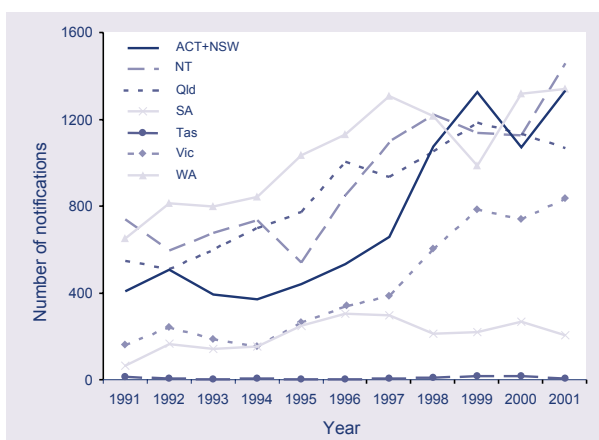 1600
1200
800
400
0
Number of notifications
ACT+NSW
NT
Qld
SA
Tas
Vic
WA
1991 1992 1993 1994 1995 1996 1997 1998 1999 2000 2001
Year